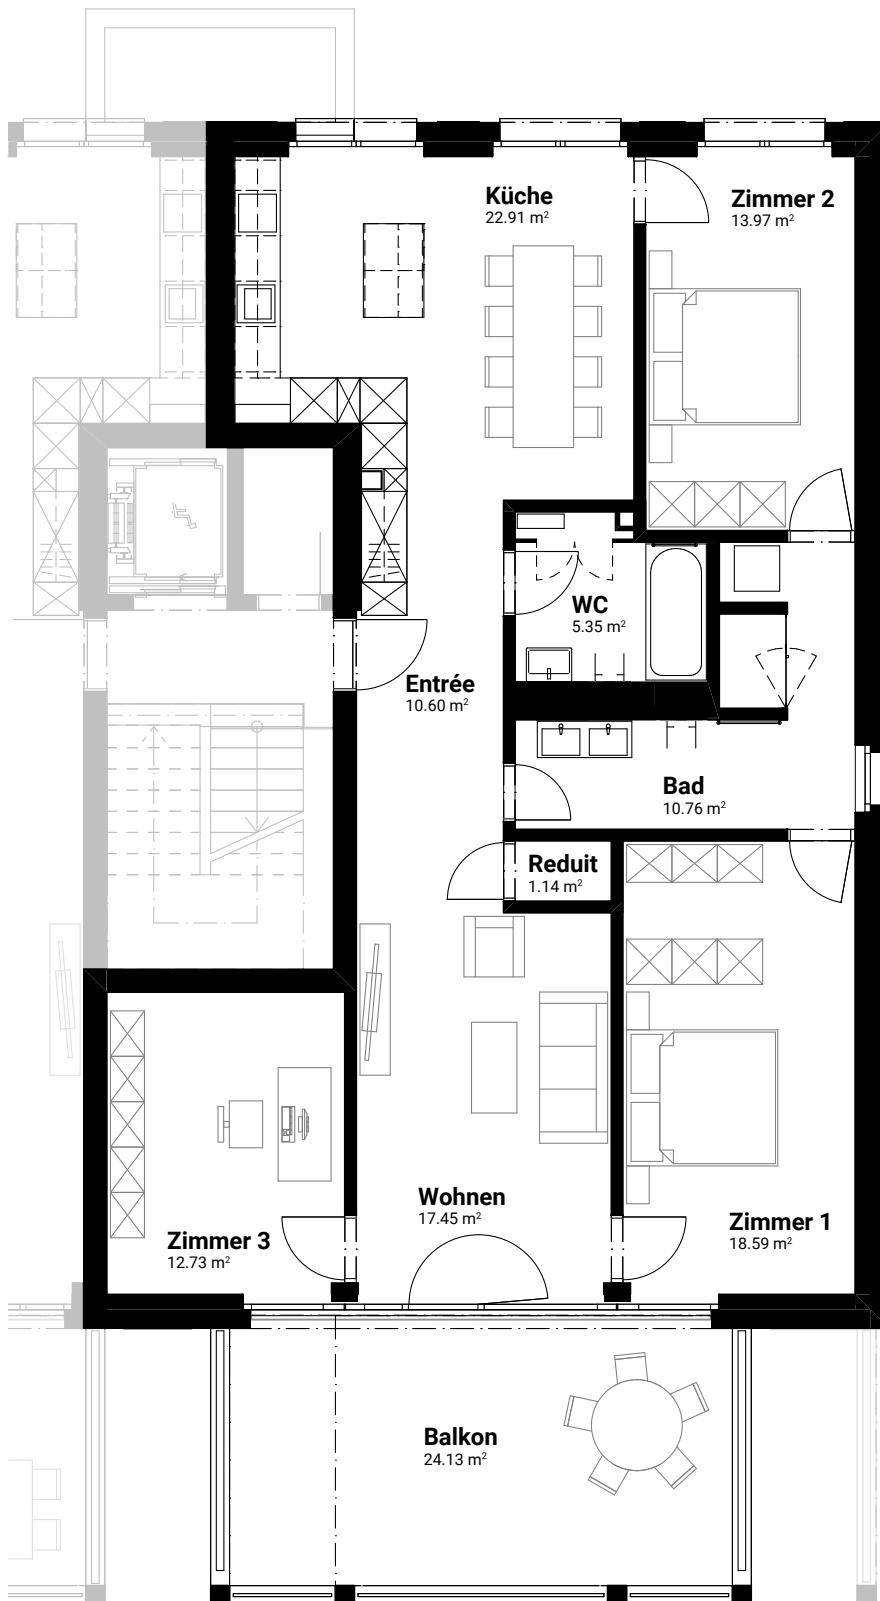 Küche
22.91 m²
Zimmer 2
13.97 m²
WC
5.35 m²
Entrée
10.60 m²
Bad
10.76 m²
Reduit
1.14 m²
Wohnen
17.45 m²
Zimmer 1
18.59 m²
Zimmer 3
12.73 m²
Balkon
24.13 m²